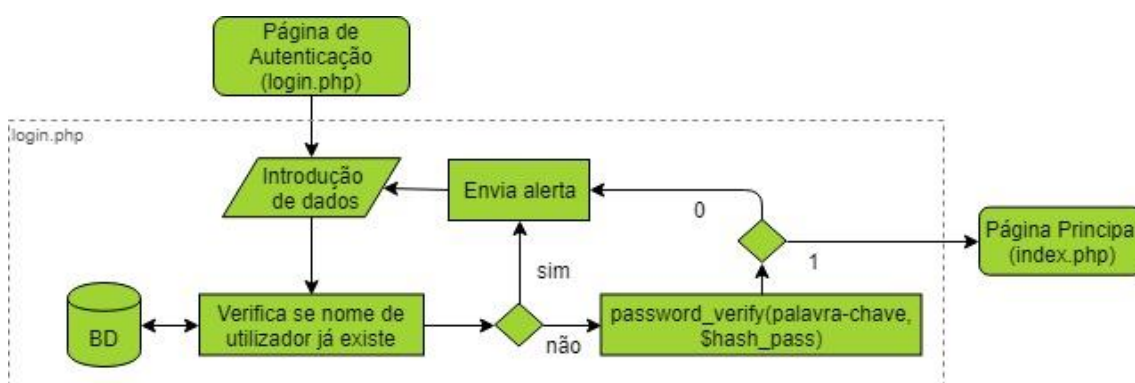 Página de
Autenticação
(login.php)
login.php
Introdução
de dados
Envia alerta
0
1
Página Principal
(index.php)
sim
BD
Verifica se nome de
utilizador já existe
não
password_verify(palavra-chave,
$hash_pass)